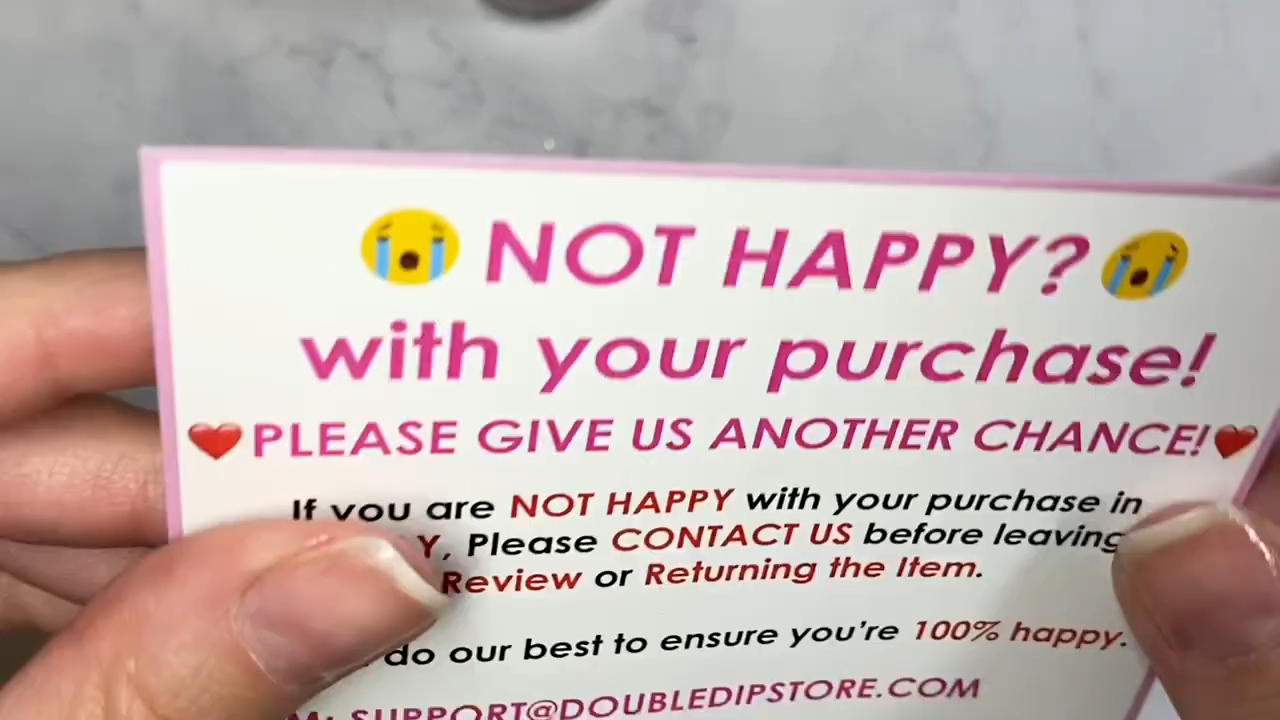 NOT HAPPY?
with your purchase!
PLEASE GIVE US ANOTHER CHANCE!
If you are NOT HAPPY with your purchase in
Y, Please CONTACT US before leaving
Review or Returning the Item.
do our best to ensure you're 100% happy.
SUPPORT@DOUBLEDIPSTORE.COM